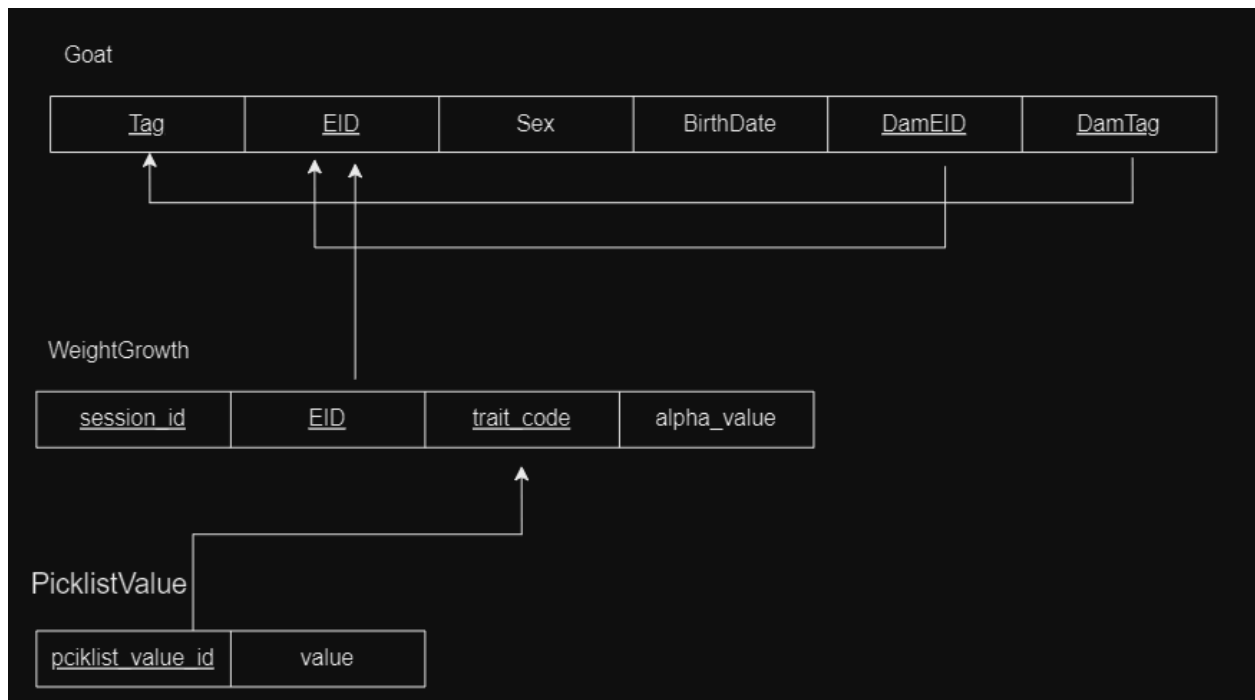 Goat
Tag EID Sex BirthDate DamEID DamTag
WeightGrowth
session_id EID trait_code alpha_value
PicklistValue
pciklist_value_id value